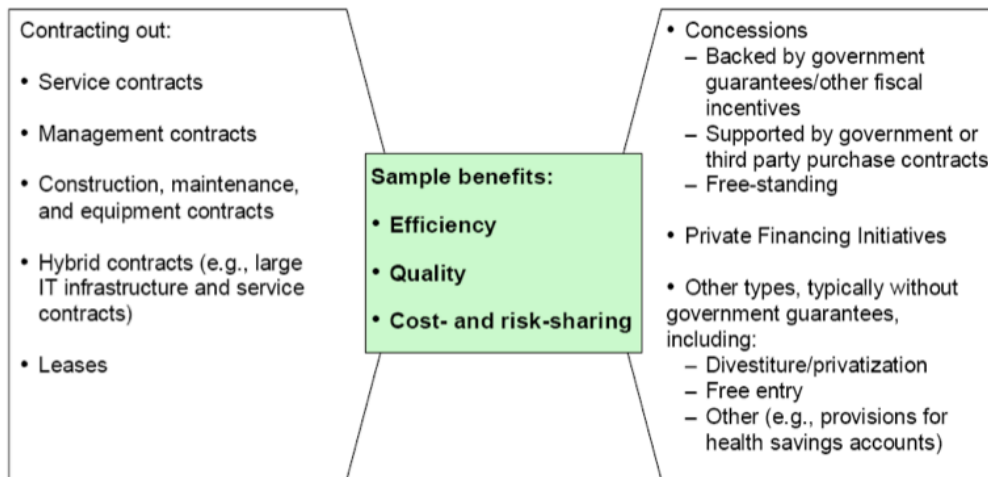 Contracting out:
• Service contracts
• Management contracts
• Construction, maintenance,
and equipment contracts
• Hybrid contracts (e.g., large
IT infrastructure and service
contracts)
• Leases
Sample benefits:
• Efficiency
• Quality
• Cost- and risk-sharing
• Concessions
– Backed by government
guarantees/other fiscal
incentives
– Supported by government or
third party purchase contracts
– Free-standing
• Private Financing Initiatives
• Other types, typically without
government guarantees,
including:
– Divestiture/privatization
– Free entry
– Other (e.g., provisions for
health savings accounts)